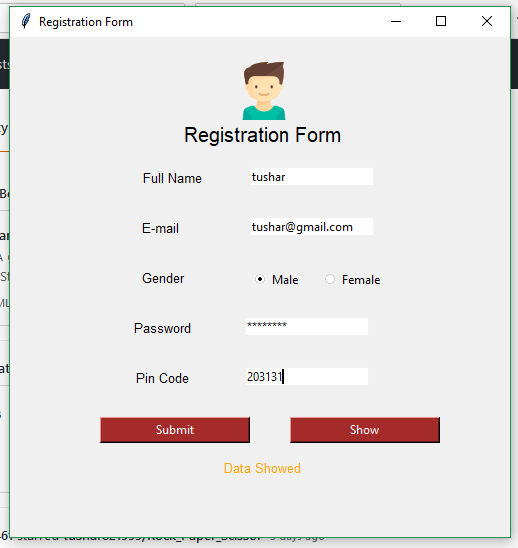 Registration Form
Registration Form
Full Name tushar
E-mail tushar@gmail.com
Gender Male Female
Password ********
Pin Code 203131
Submit Show
Data Showed